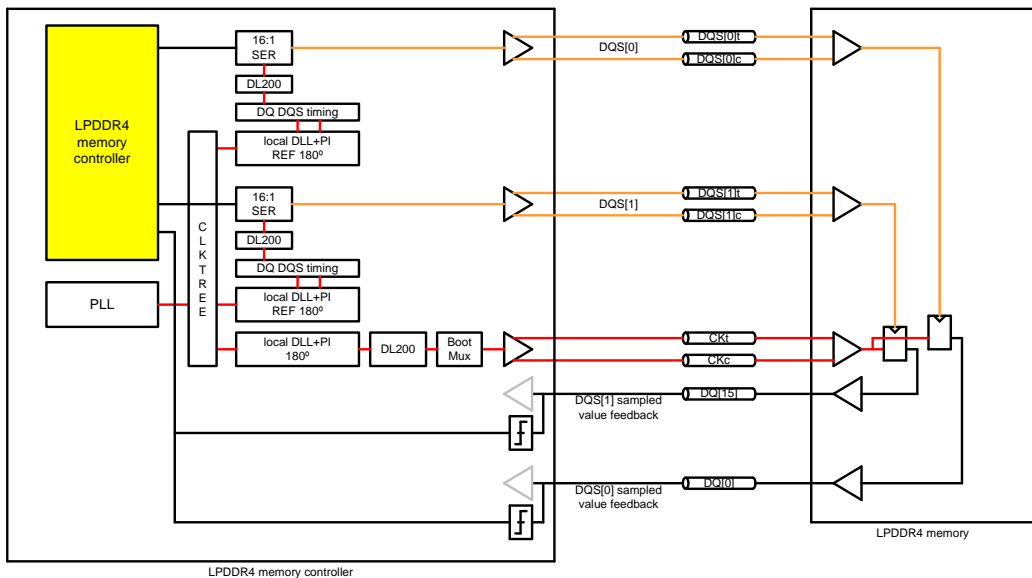 LPDDR4
memory
controller
16:1
SER
DL200
DQ DQS timing
local DLL+PI
REF 180º
DQS[0]
DQS[0]t
DQS[0]c
16:1
SER
DL200
DQ DQS timing
local DLL+PI
REF 180º
DQS[1]
DQS[1]t
DQS[1]c
CLKTREE
PLL
local DLL+PI
180º
DL200
Boot
Mux
CKt
CKc
DQS[1] sampled
value feedback
DQ[15]
DQS[0] sampled
value feedback
DQ[0]
LPDDR4 memory
LPDDR4 memory controller